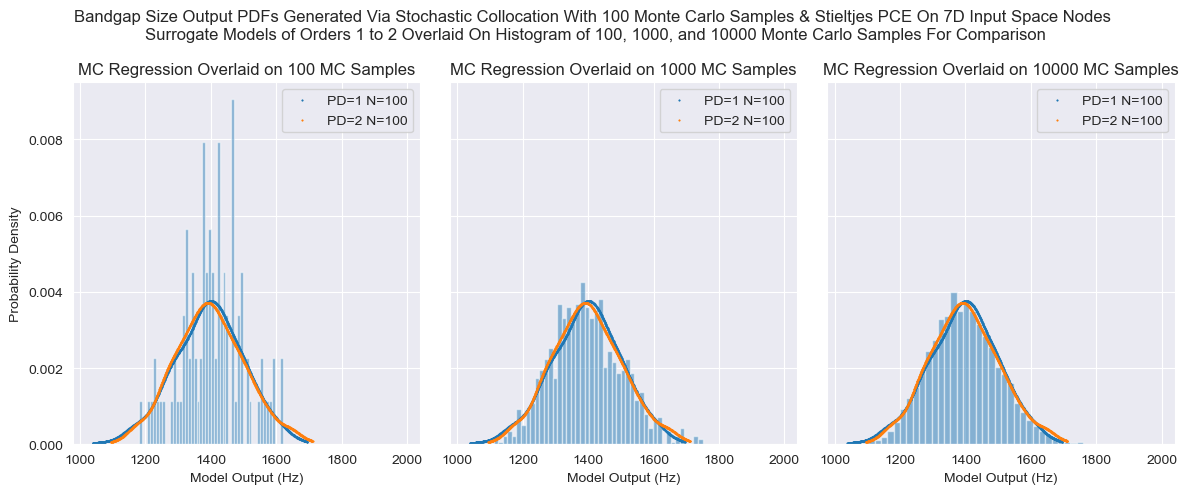 Bandgap Size Output PDFs Generated Via Stochastic Collocation With 100 Monte Carlo Samples & Stieltjes PCE On 7D Input Space Nodes
Surrogate Models of Orders 1 to 2 Overlaid On Histogram of 100, 1000, and 10000 Monte Carlo Samples For Comparison
MC Regression Overlaid on 100 MC Samples
PD=1 N=100
PD=2 N=100
0.008
0.006
0.004
0.002
0.000
Probability Density
1000 1200 1400 1600 1800 2000
Model Output (Hz)
MC Regression Overlaid on 1000 MC Samples
PD=1 N=100
PD=2 N=100
1000 1200 1400 1600 1800 2000
Model Output (Hz)
MC Regression Overlaid on 10000 MC Samples
PD=1 N=100
PD=2 N=100
1000 1200 1400 1600 1800 2000
Model Output (Hz)